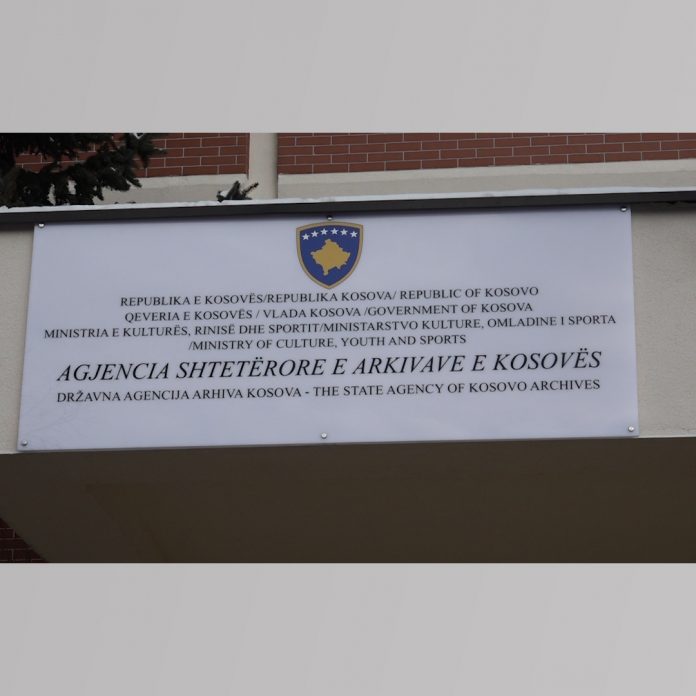 REPUBLIKA E KOSOVËS/REPUBLIKA KOSOVA/ REPUBLIC OF KOSOVO
QEVERIA E KOSOVËS / VLADA KOSOVA /GOVERNMENT OF KOSOVA
MINISTRIA E KULTURËS, RINISË DHE SPORTIT/MINISTARSTVO KULTURE, OMLADINE I SPORTA
/MINISTRY OF CULTURE, YOUTH AND SPORTS
AGJENCIA SHTETËRORE E ARKIVAVE E KOSOVËS
DRŽAVNA AGENCIJA ARHIVA KOSOVA - THE STATE AGENCY OF KOSOVO ARCHIVES